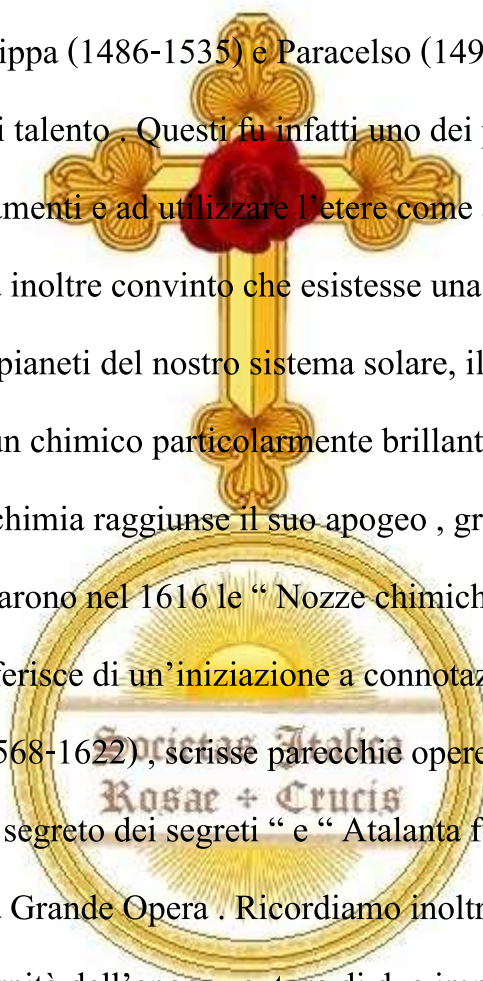 ippa (1486-1535) e Paracelso (149
i talento . Questi fu infatti uno dei
amenti e ad utilizzare l’etere come
inoltre convinto che esistesse una
pianeti del nostro sistema solare, il
un chimico particolarmente brillant
chimia raggiunse il suo apogeo , gr
arono nel 1616 le “ Nozze chimich
ferisce di un’iniziazione a connotaz
568-1622) , scrisse parecchie opere
Societas Italica
Rosae + Crucis
segreto dei segreti “ e “ Atalanta f
Grande Opera . Ricordiamo inoltr